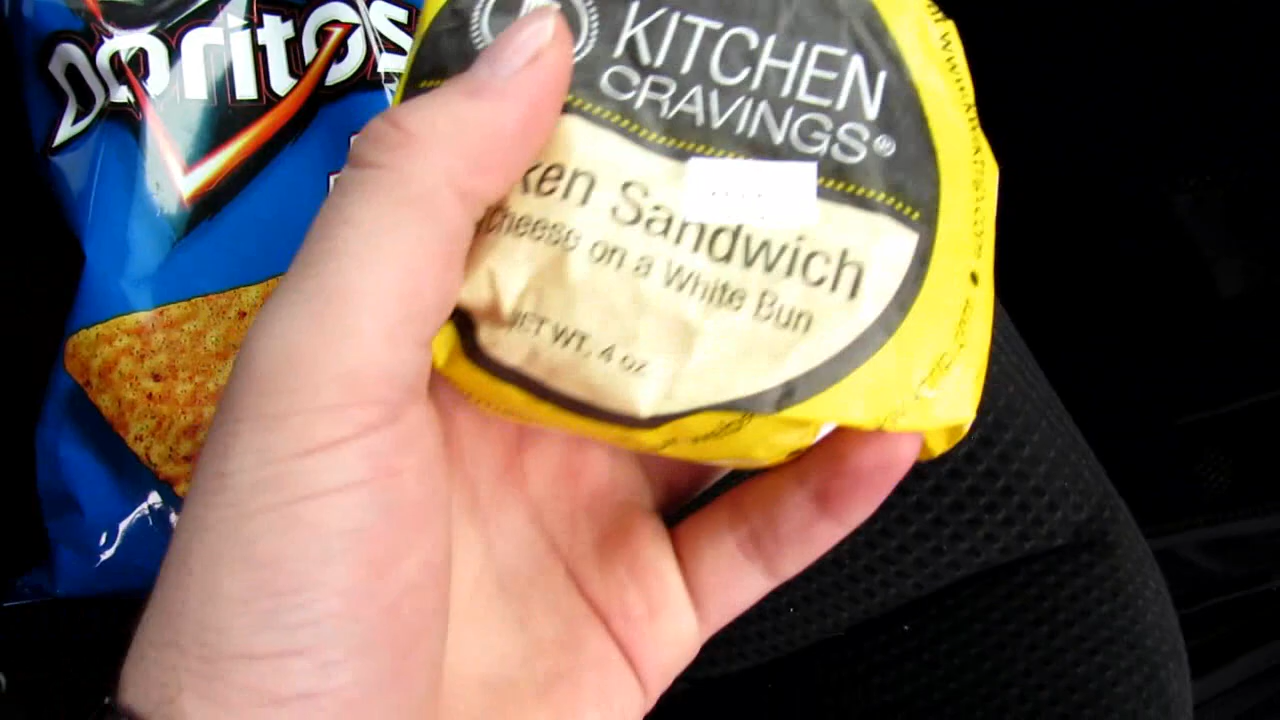 Doritos
KITCHEN
CRAVINGS®
ken Sandwich
cheese on a White Bun
NET WT. 4 oz